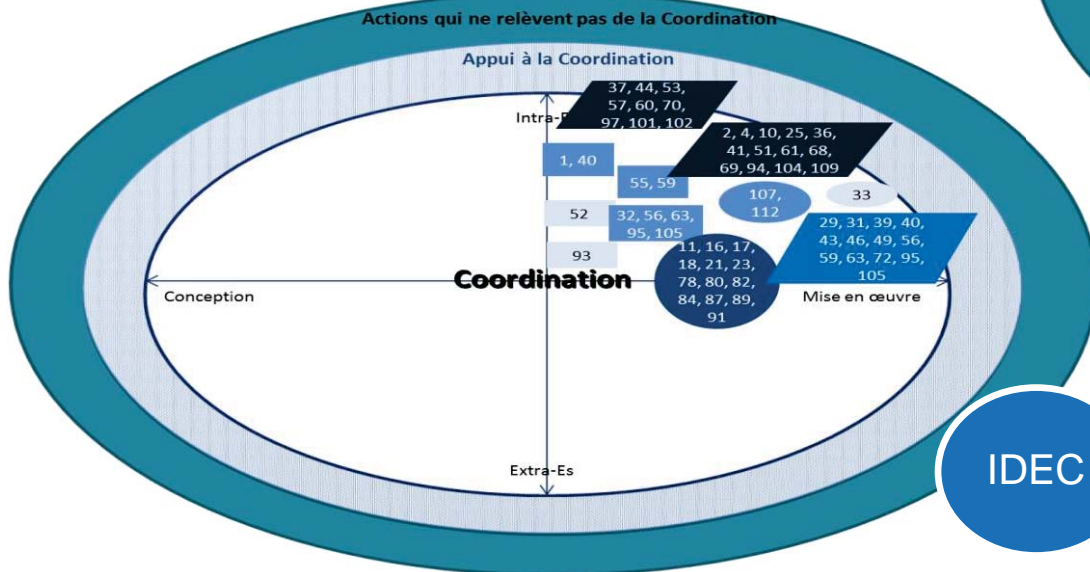 Actions qui ne relèvent pas de la Coordination
Appui à la Coordination
37, 44, 53,
57, 60, 70,
97, 101, 102
2, 4, 10, 25, 36,
41, 51, 61, 68,
69, 94, 104, 109
1, 40
55, 59
107,
112
33
52
32, 56, 63,
95, 105
29, 31, 39, 40,
43, 46, 49, 56,
59, 63, 72, 95,
105
93
11, 16, 17,
18, 21, 23,
78, 80, 82,
84, 87, 89,
91
Coordination
Conception
Mise en œuvre
Extra-Es
IDEC